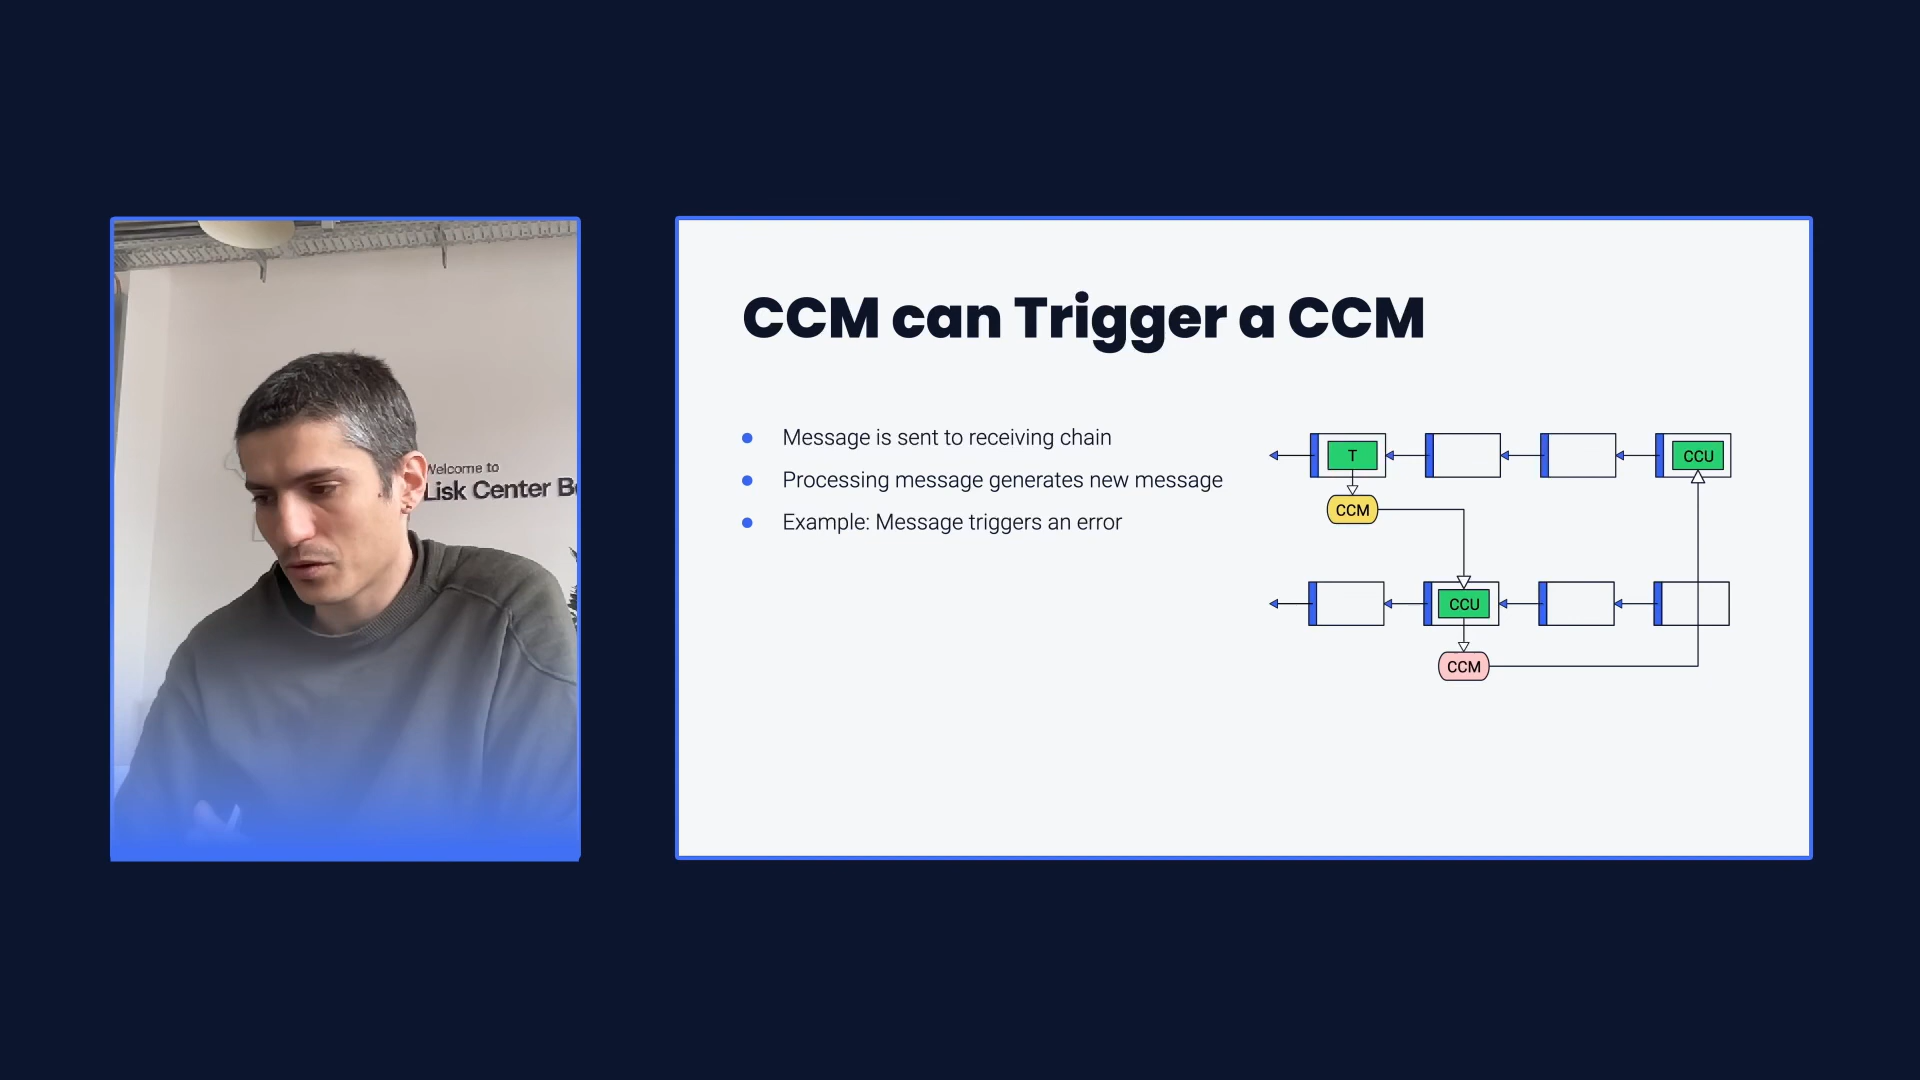 Welcome to
Lisk Center
CCM can Trigger a CCM
Message is sent to receiving chain
Processing message generates new message
Example: Message triggers an error
T
CCU
CCM
CCU
CCM